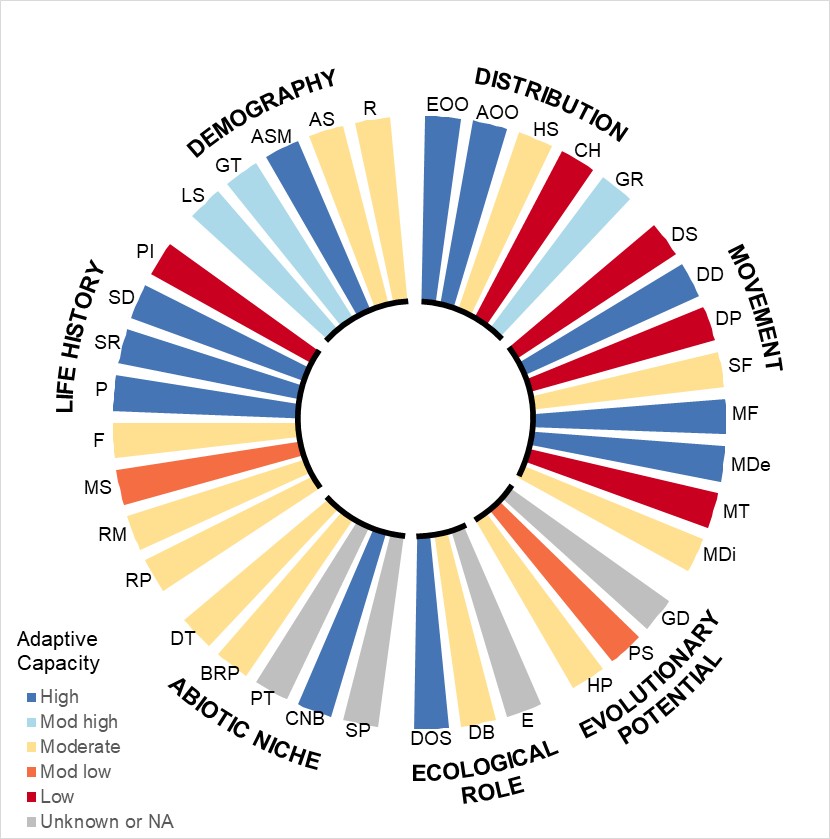 DISTRIBUTION
EOO
AOO
HS
CH
GR
MOVEMENT
DS
DD
DP
SF
MF
MDe
MT
MDi
EVOLUTIONARY
POTENTIAL
GD
PS
HP
ECOLOGICAL
ROLE
E
DB
DOS
ABIOTIC NICHE
SP
CNB
PT
BRP
DT
LIFE HISTORY
RP
RM
MS
F
P
SR
SD
PI
DEMOGRAPHY
LS
GT
ASM
AS
R
Adaptive
Capacity
High
Mod high
Moderate
Mod low
Low
Unknown or NA